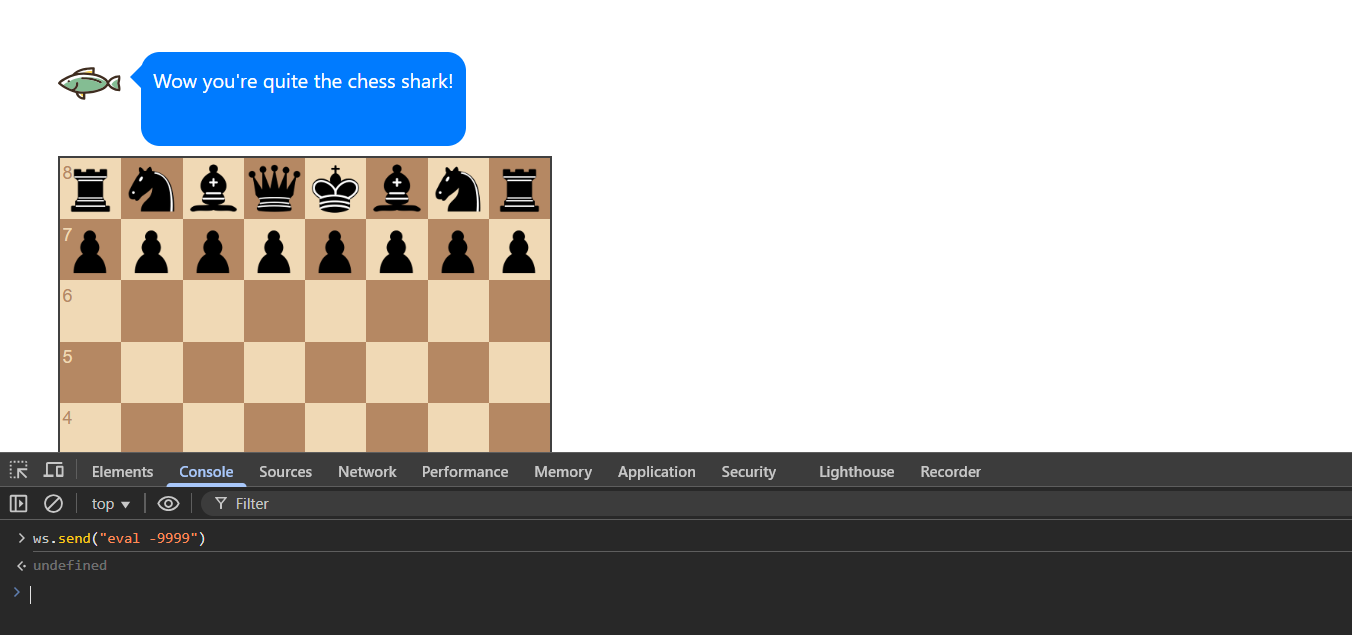 Wow you're quite the chess shark!
8
7
6
5
4
Elements Console Sources Network Performance Memory Application Security Lighthouse Recorder
top Filter
ws.send("eval -9999")
undefined